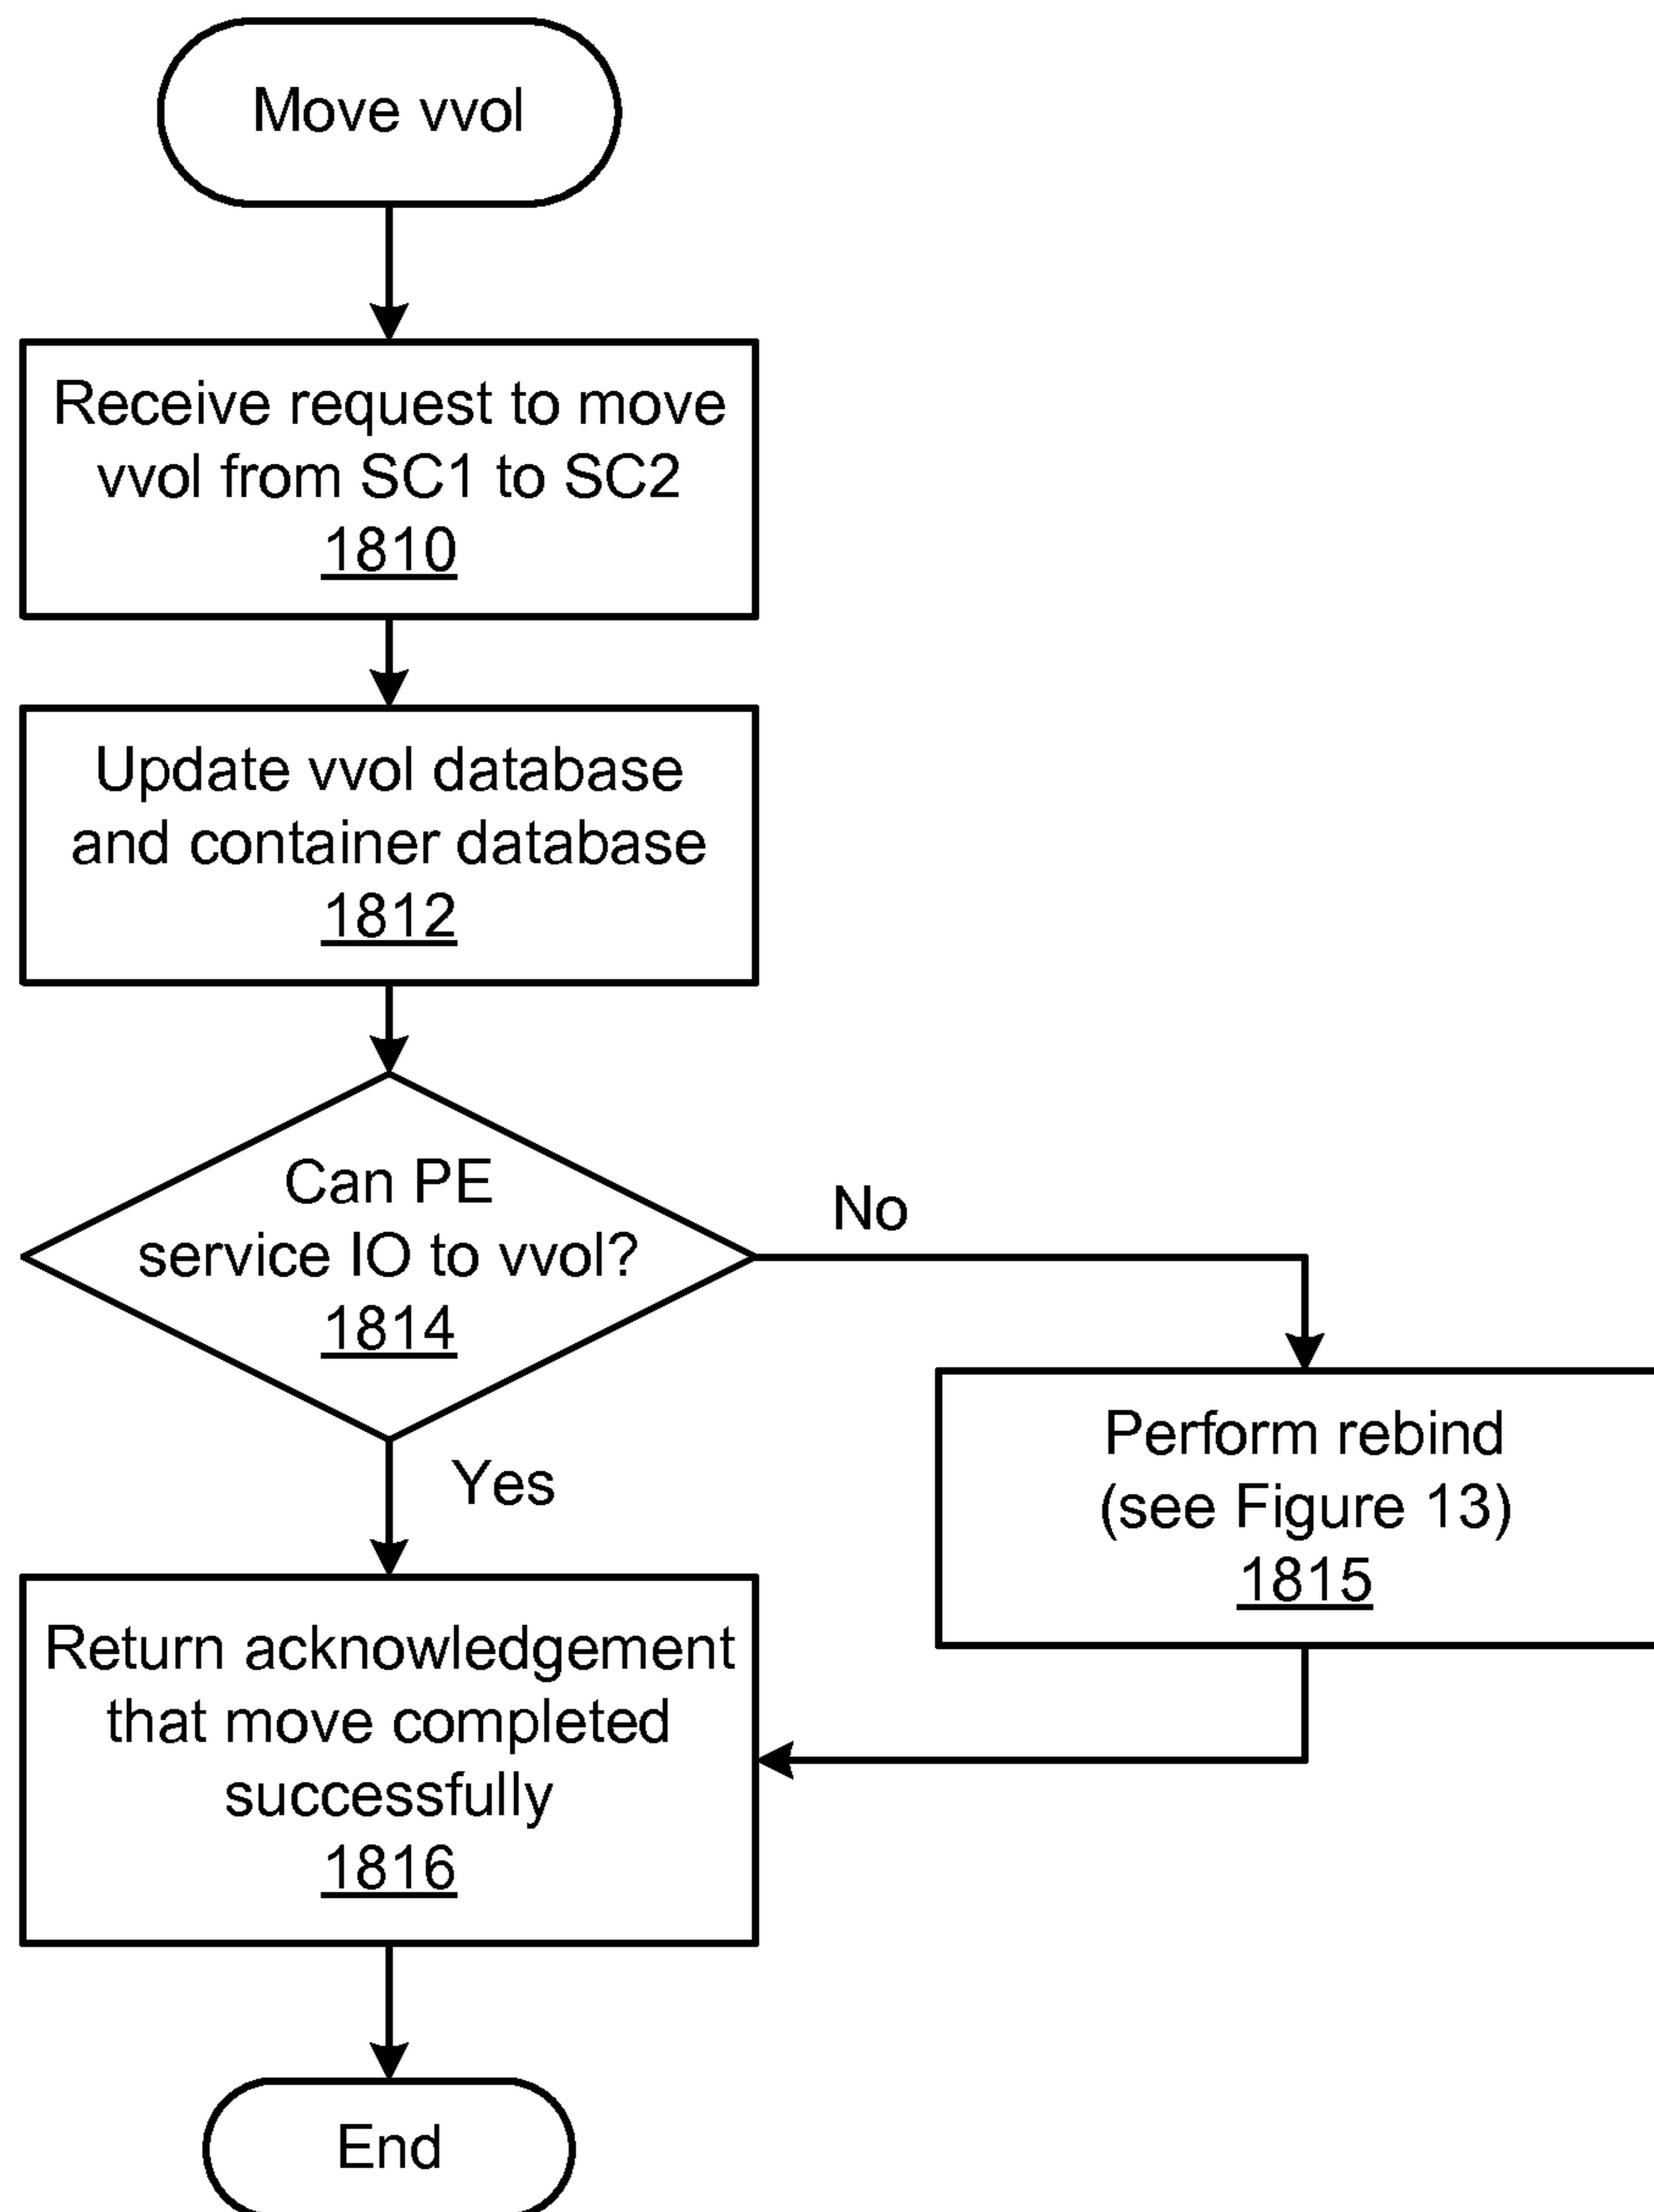 Move vvol
Receive request to move
vvol from SC1 to SC2
1810
Update vvol database
and container database
1812
Can PE
service IO to vvol?
1814
No
Yes
Perform rebind
(see Figure 13)
1815
Return acknowledgement
that move completed
successfully
1816
End